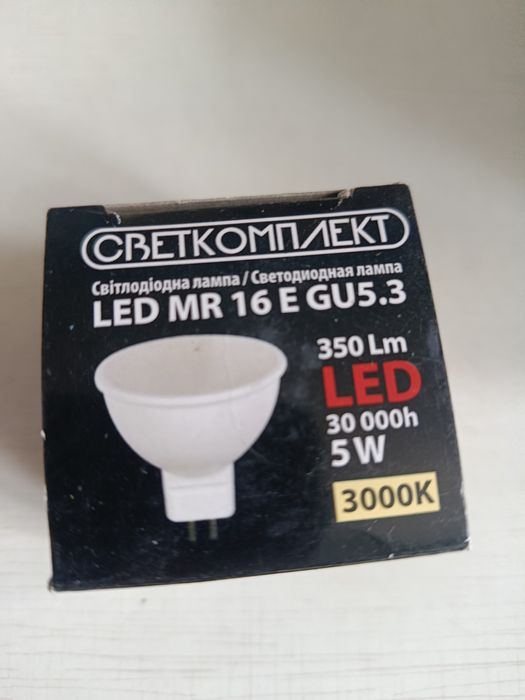 СВЕТКОМПЛЕКТ
Світлодіодна лампа / Светодиодная лампа
LED MR 16 E GU5.3
350 Lm
LED
30 000h
5 W
3000K